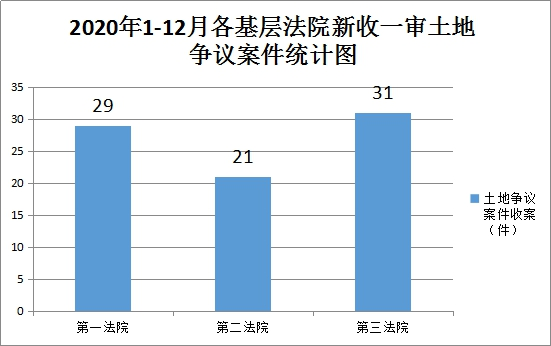 2020年1-12月各基层法院新收一审土地
争议案件统计图
35
30
25
20
15
10
5
0
29
21
31
第一法院
第二法院
第三法院
土地争议
案件收案
（件）